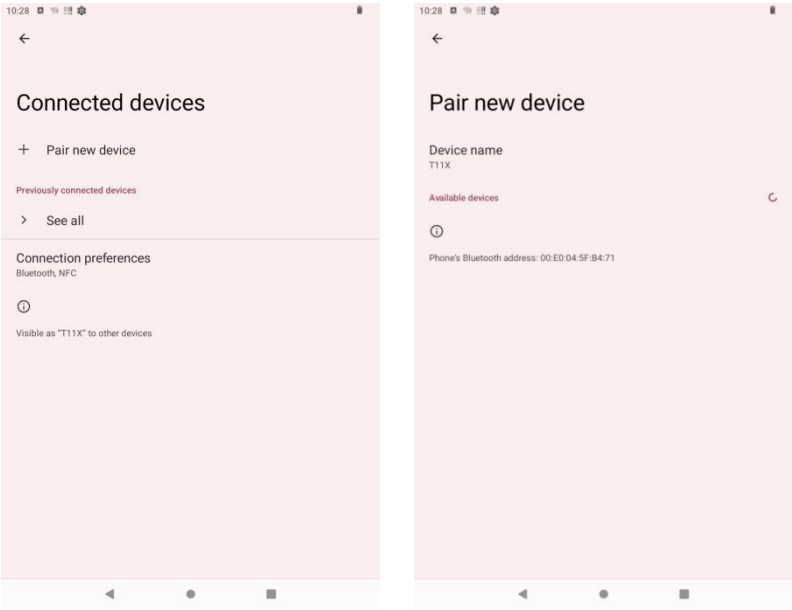 10:28
Connected devices
Pair new device
Previously connected devices
See all
Connection preferences
Bluetooth, NFC
Visible as "T11X" to other devices
10:28
Pair new device
Device name
T11X
Available devices
Phone's Bluetooth address: 00:E0:04:5F:B4:71